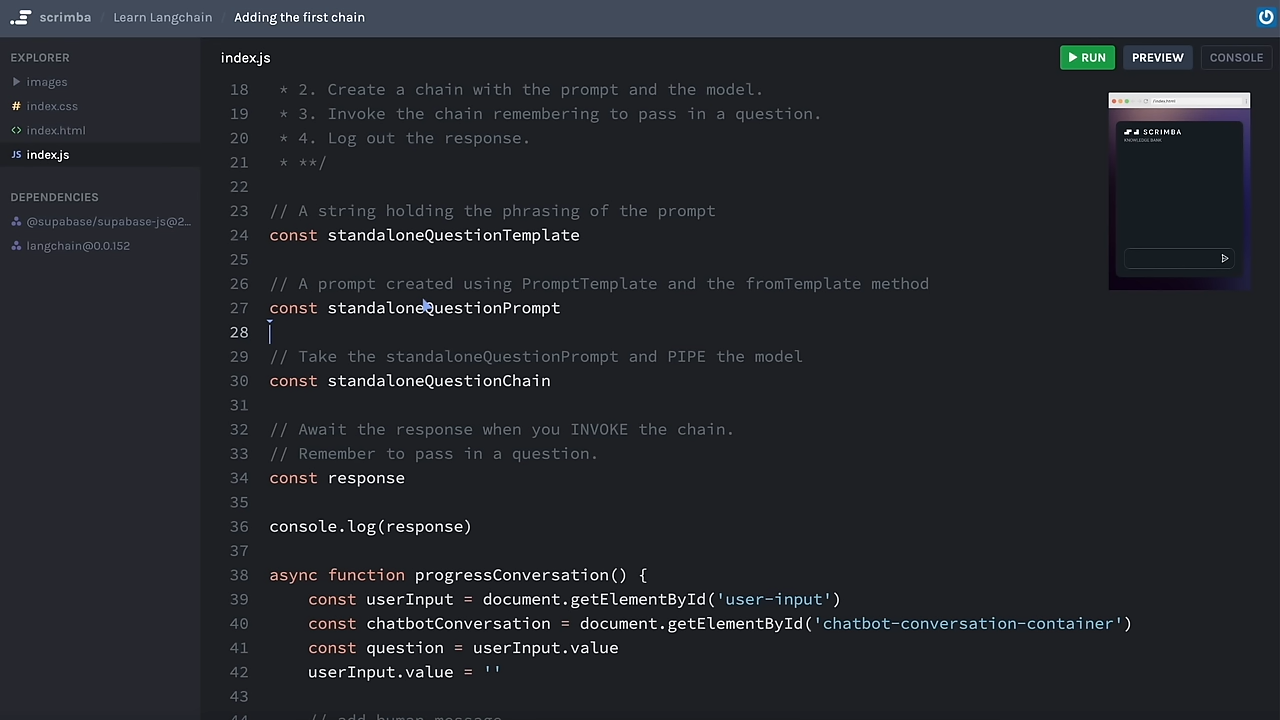 scrimba / Learn Langchain / Adding the first chain
EXPLORER
images
# index.css
<> index.html
JS index.js
DEPENDENCIES
@supabase/supabase-js@2...
langchain@0.0.152
index.js
RUN
PREVIEW
CONSOLE
18 * 2. Create a chain with the prompt and the model.
19 * 3. Invoke the chain remembering to pass in a question.
20 * 4. Log out the response.
21 * **/
22
23 // A string holding the phrasing of the prompt
24 const standaloneQuestionTemplate
25
26 // A prompt created using PromptTemplate and the fromTemplate method
27 const standaloneQuestionPrompt
28
29 // Take the standaloneQuestionPrompt and PIPE the model
30 const standaloneQuestionChain
31
32 // Await the response when you INVOKE the chain.
33 // Remember to pass in a question.
34 const response
35
36 console.log(response)
37
38 async function progressConversation() {
39 const userInput = document.getElementById('user-input')
40 const chatbotConversation = document.getElementById('chatbot-conversation-container')
41 const question = userInput.value
42 userInput.value = ''
43
44 // add human message
/index.html
SCRIMBA
KNOWLEDGE BANK